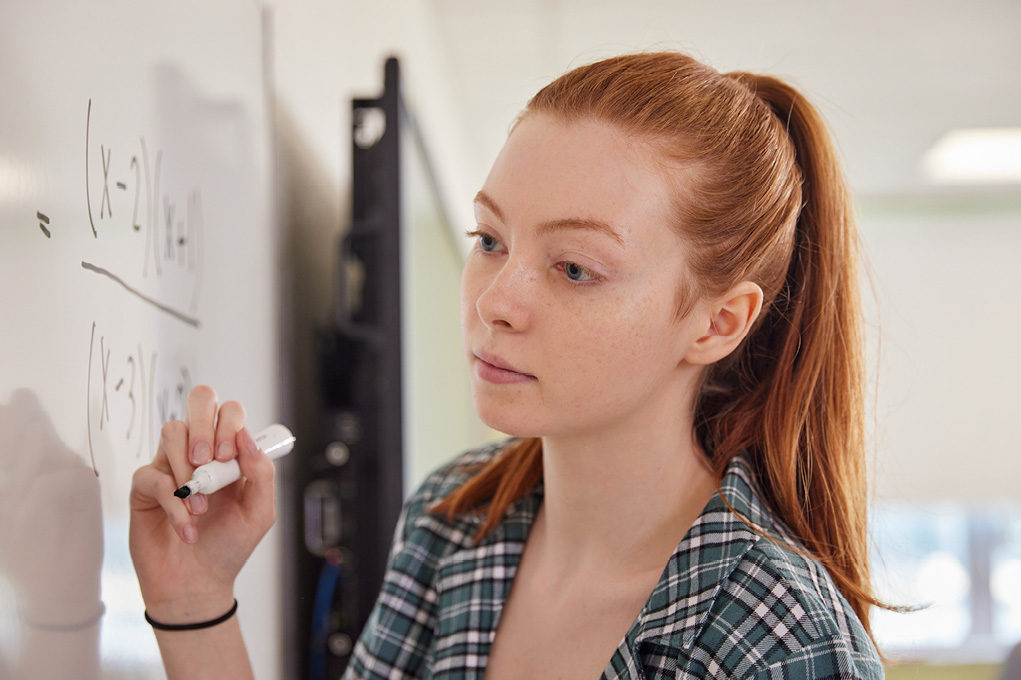 = (x-2)(x+1)
(x-3)(x